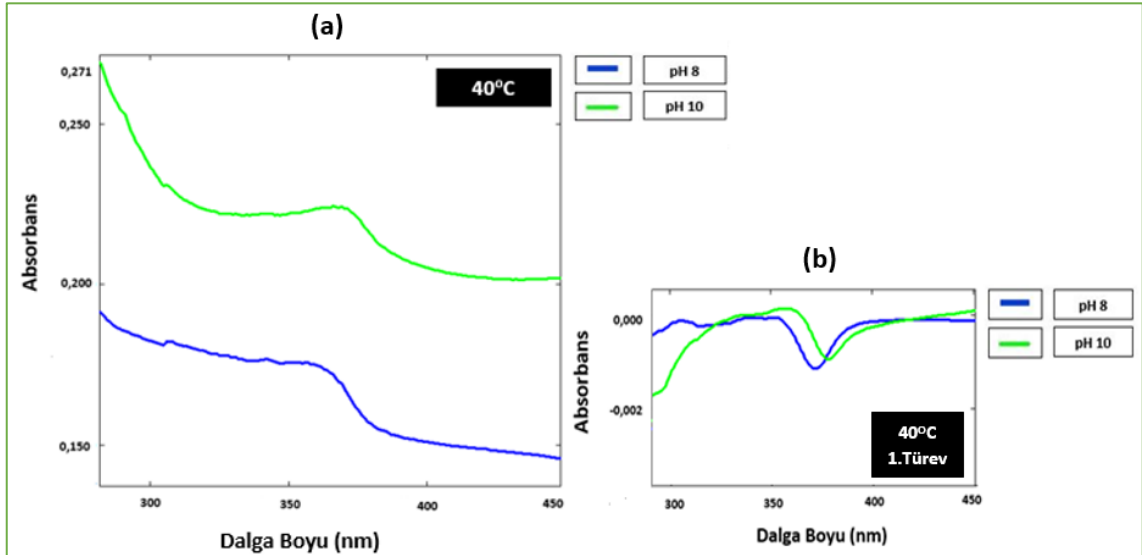 (a)
0,271
0,250
0,200
0,150
Absorbans
40°C
300
350
400
450
Dalga Boyu (nm)
pH 8
pH 10
(b)
0,000
-0,002
Absorbans
40°C
1.Türev
300
350
400
450
Dalga Boyu (nm)
pH 8
pH 10